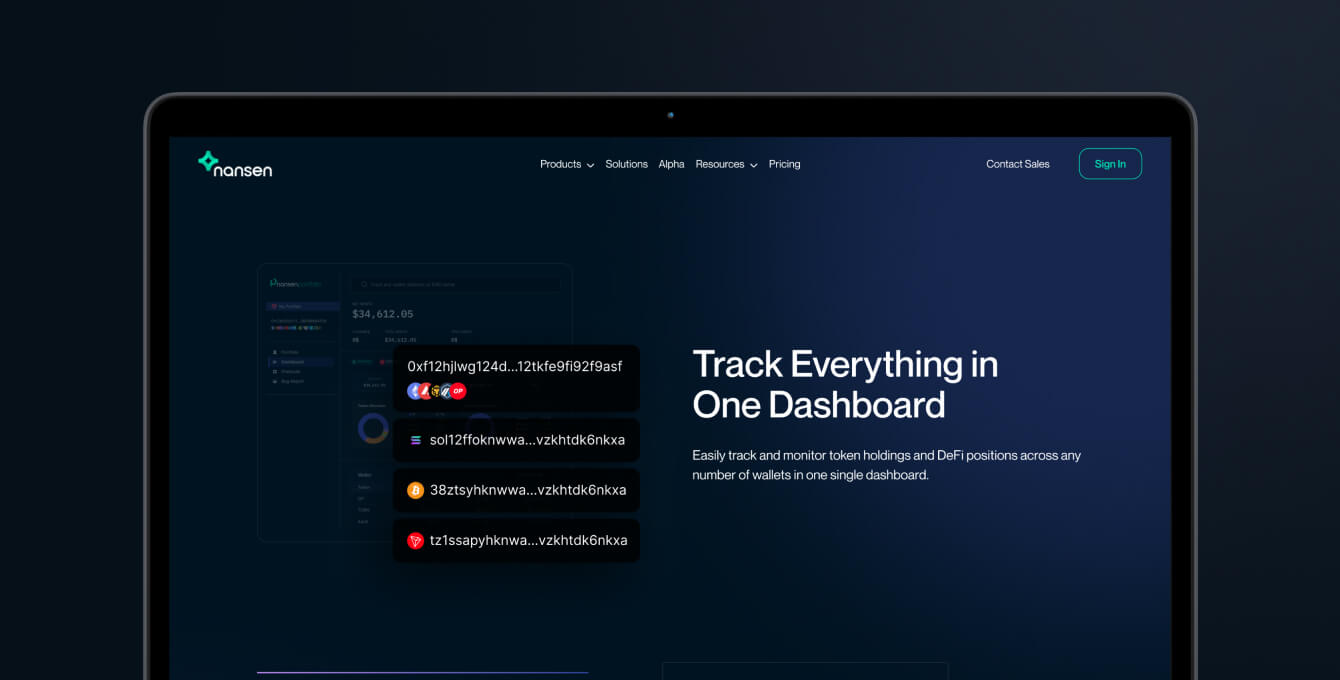 nansen
Products
Solutions
Alpha
Resources
Pricing
Contact Sales
Sign In
nansen portfolio
$34,612.05
0xf12hjlwg124d...12tkfe9fi92f9asf
OP
sol12ffoknwwa...vzkhtdk6nkxa
38ztsyhknwwa...vzkhtdk6nkxa
tz1ssapyhknwa...vzkhtdk6nkxa
Track Everything in
One Dashboard
Easily track and monitor token holdings and DeFi positions across any
number of wallets in one single dashboard.